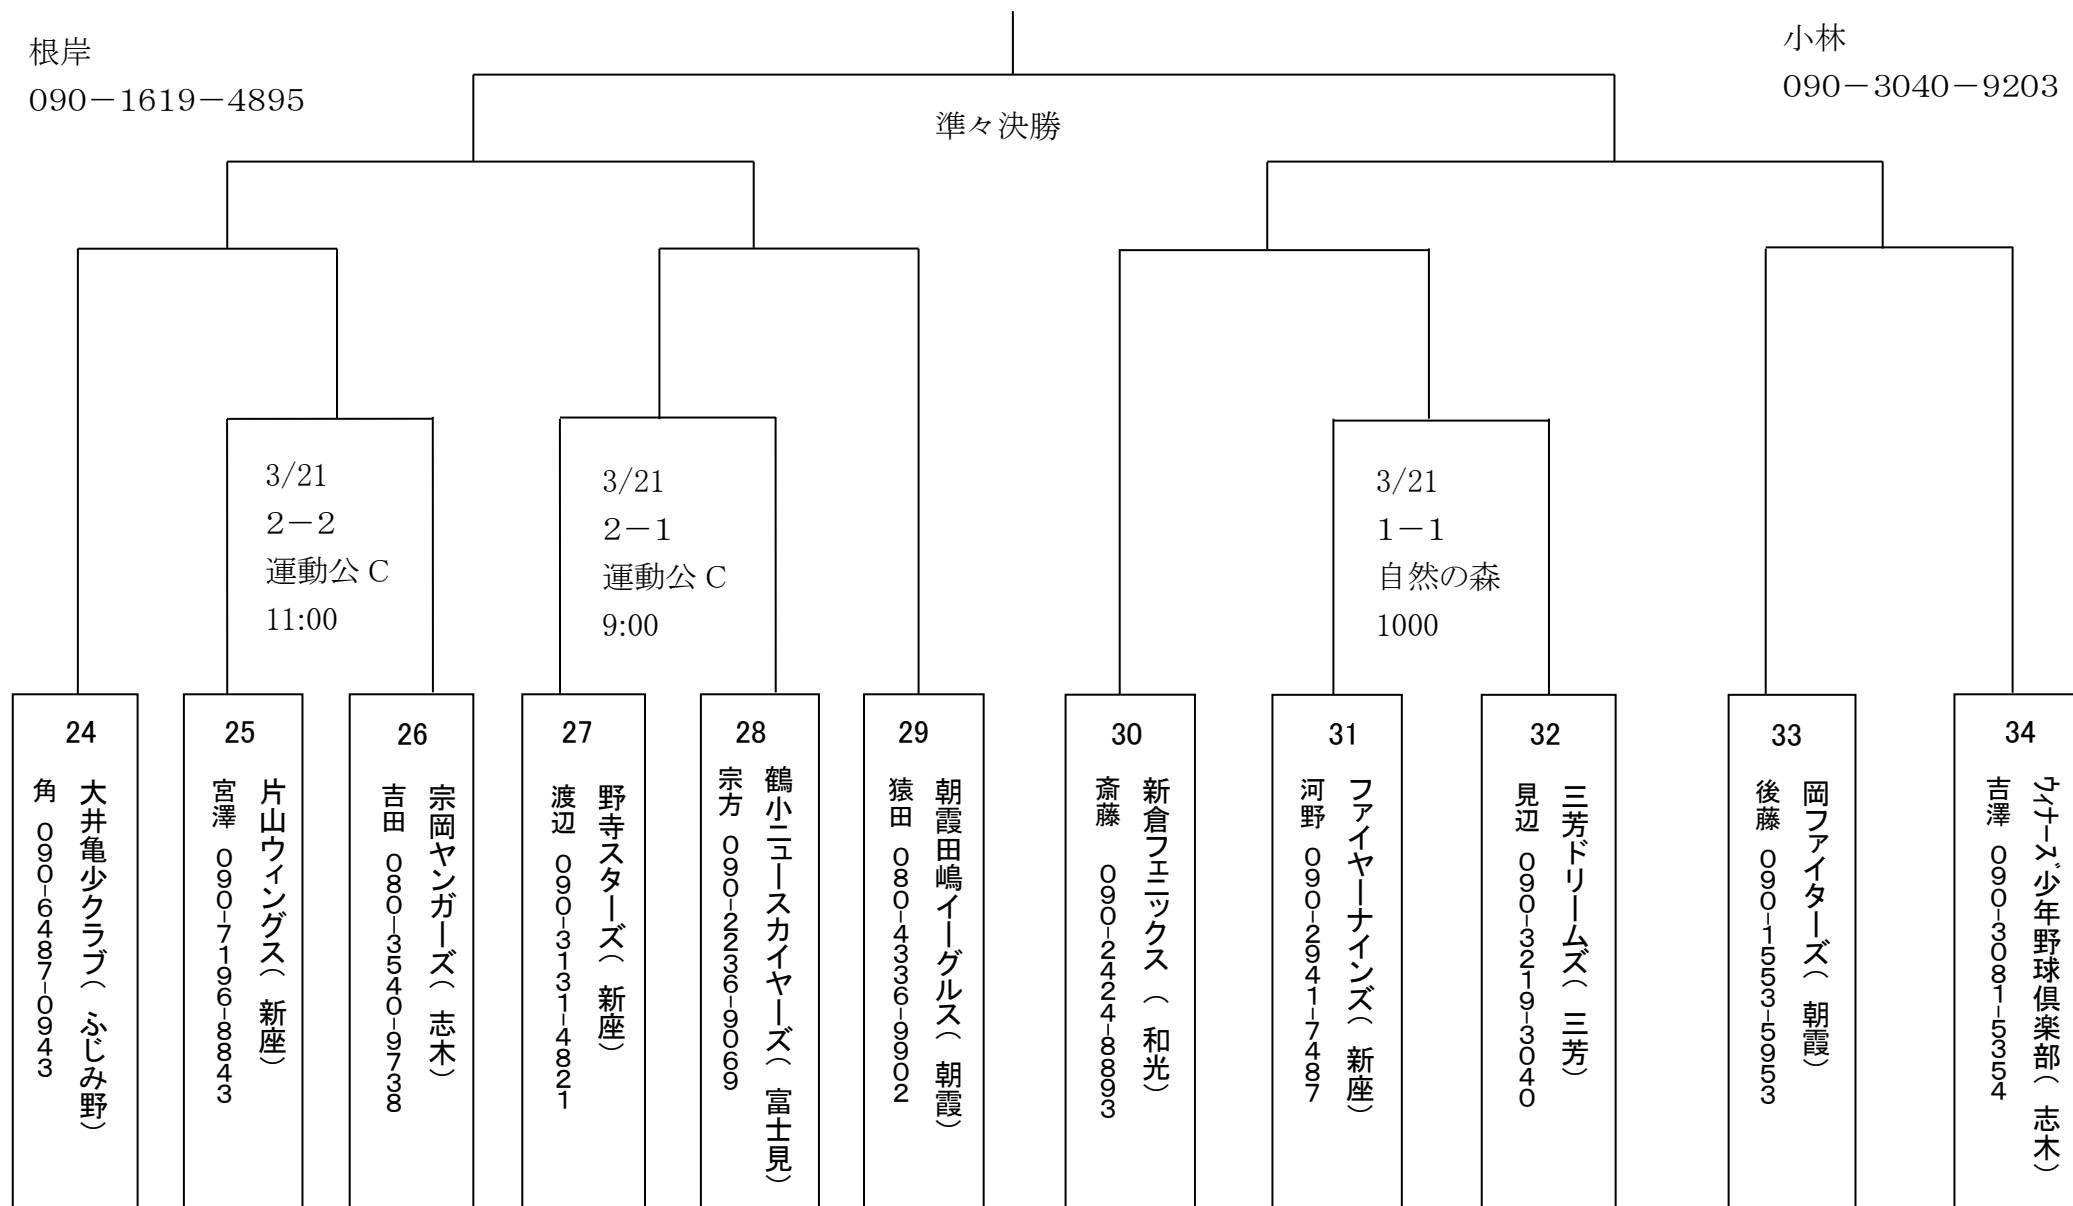 根岸
090－1619－4895
小林
090－3040－9203
準々決勝
3/21
2－2
運動公 C
11:00
3/21
2－1
運動公 C
9:00
3/21
1－1
自然の森
1000
24
大井亀少クラブ（ ふじみ野）
角 090-6487-0943
25
片山ウィングス（ 新座）
宮澤 090-7196-8843
26
宗岡ヤンガーズ（ 志木）
吉田 080-3540-9738
27
野寺スターズ（ 新座）
渡辺 090-3131-4821
28
鶴小ニュースカイヤーズ（ 富士見）
宗方 090-2236-9069
29
朝霞田嶋イーグルス（ 朝霞）
猿田 080-4336-9902
30
新倉フェニックス （ 和光）
斎藤 090-2424-8893
31
ファイヤーナインズ（ 新座）
河野 090-2941-7487
32
三芳ドリームズ（ 三芳）
見辺 090-3219-3040
33
岡ファイターズ（ 朝霞）
後藤 090-1553-5953
34
ｳｨﾅｰｽﾞ少年野球倶楽部（ 志木）
吉澤 090-3081-5354